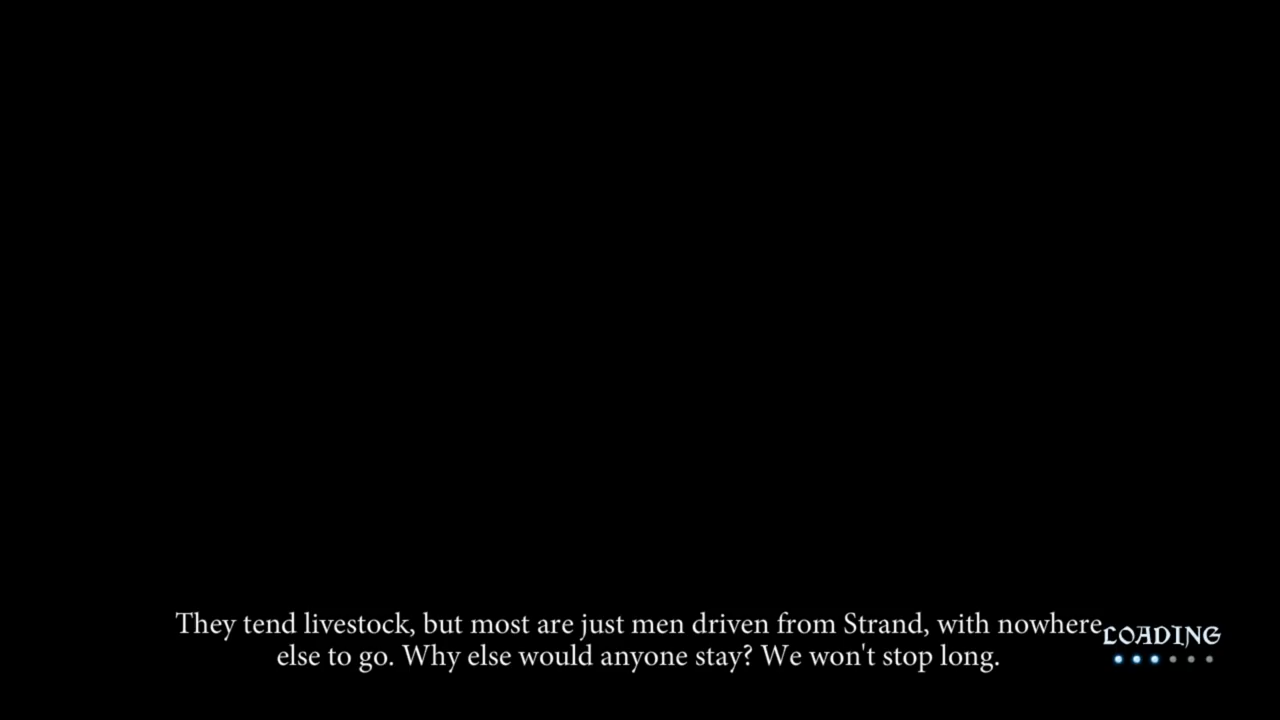 They tend livestock, but most are just men driven from Strand, with nowhere
else to go. Why else would anyone stay? We won't stop long.
LOADING